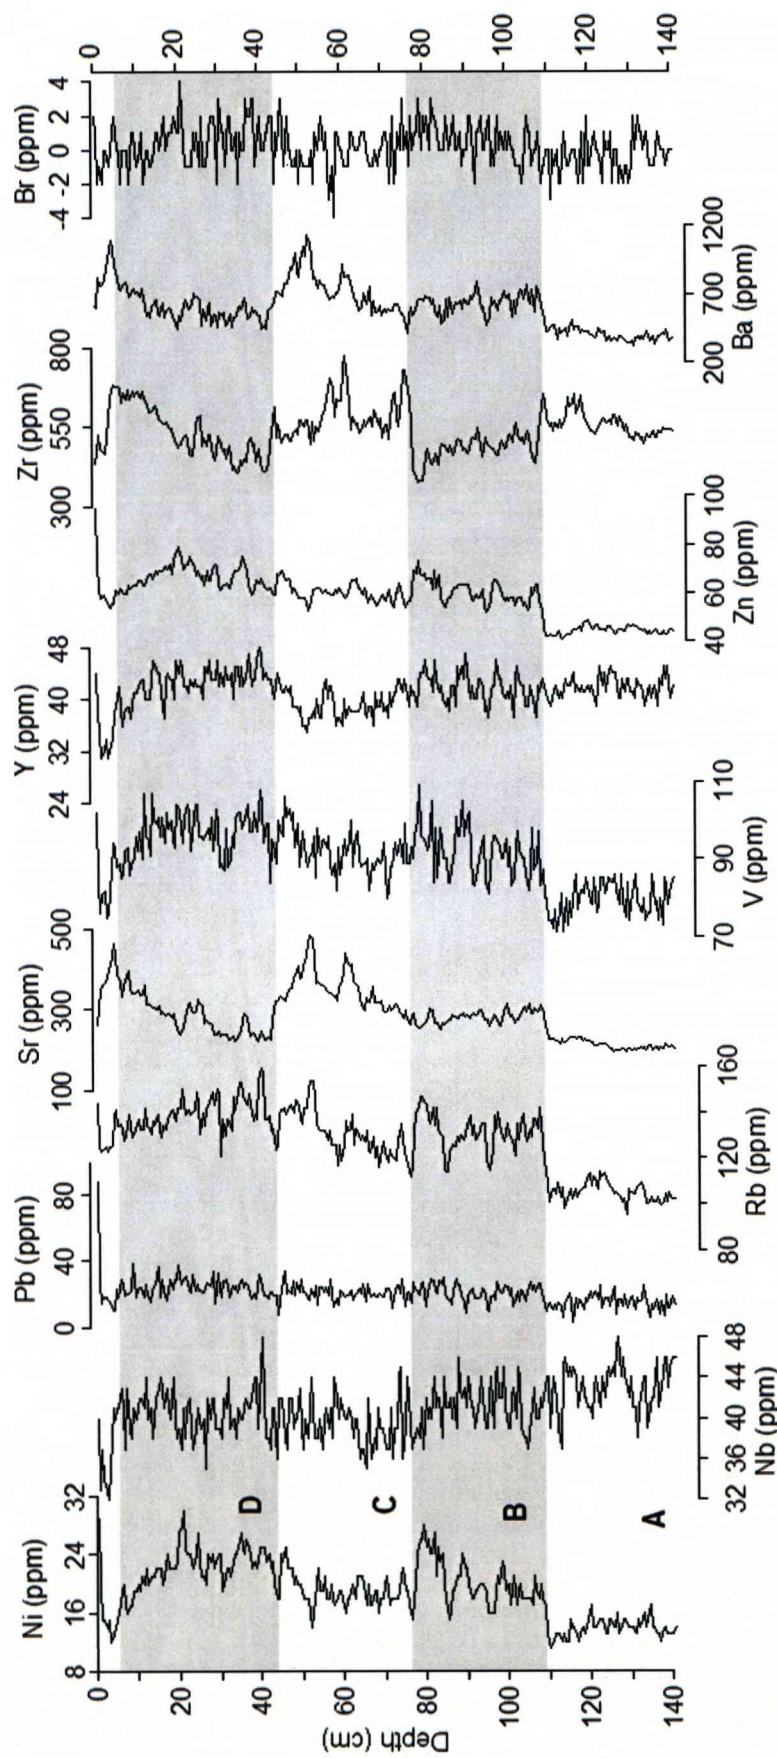 0 20 40 60 80 100 120 140
Br (ppm)
-4 -2 0 2 4
Ba (ppm)
200 700 1200
Zr (ppm)
300 550 800
Zn (ppm)
40 60 80 100
Y (ppm)
24 32 40 48
V (ppm)
70 90 110
Sr (ppm)
100 300 500
Rb (ppm)
80 120 160
Pb (ppm)
0 40 80
Nb (ppm)
32 36 40 44 48
Ni (ppm)
8 16 24 32
D
C
B
A
0 20 40 60 80 100 120 140
Depth (cm)